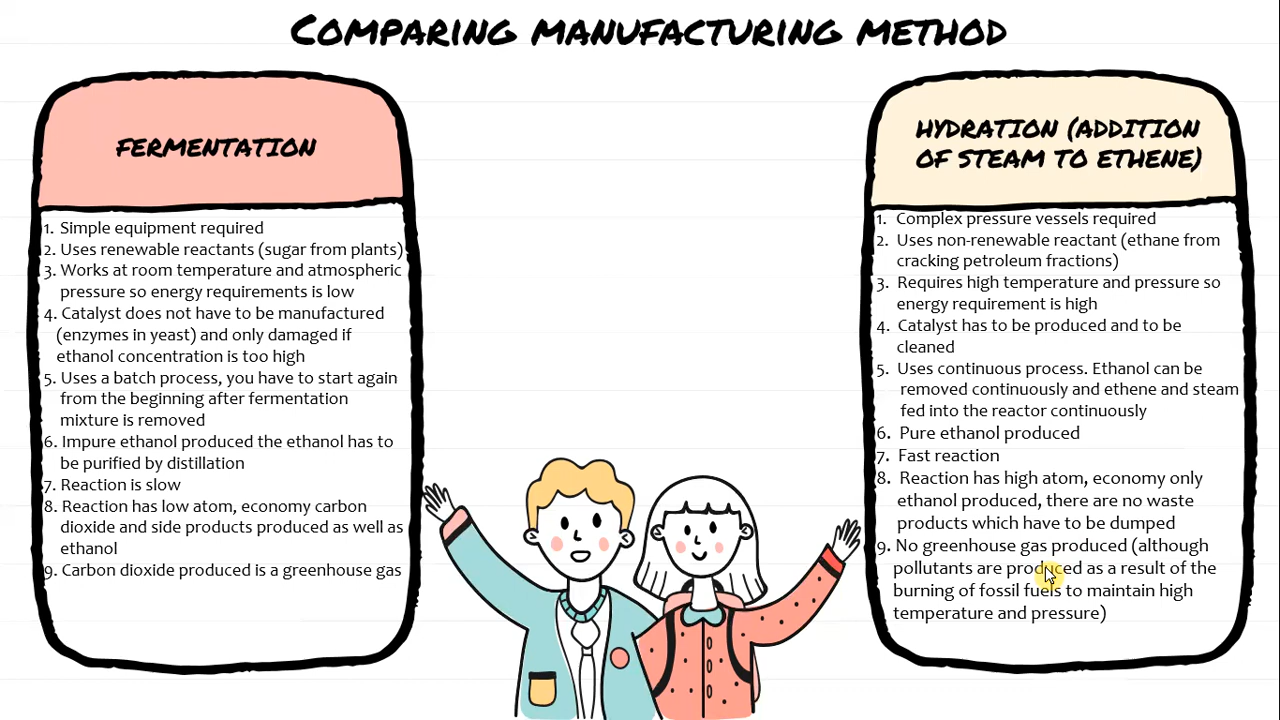 COMPARING MANUFACTURING METHOD
FERMENTATION
1. Simple equipment required
2. Uses renewable reactants (sugar from plants)
3. Works at room temperature and atmospheric
pressure so energy requirements is low
4. Catalyst does not have to be manufactured
(enzymes in yeast) and only damaged if
ethanol concentration is too high
5. Uses a batch process, you have to start again
from the beginning after fermentation
mixture is removed
6. Impure ethanol produced the ethanol has to
be purified by distillation
7. Reaction is slow
8. Reaction has low atom, economy carbon
dioxide and side products produced as well as
ethanol
9. Carbon dioxide produced is a greenhouse gas
HYDRATION (ADDITION
OF STEAM TO ETHENE)
1. Complex pressure vessels required
2. Uses non-renewable reactant (ethane from
cracking petroleum fractions)
3. Requires high temperature and pressure so
energy requirement is high
4. Catalyst has to be produced and to be
cleaned
5. Uses continuous process. Ethanol can be
removed continuously and ethene and steam
fed into the reactor continuously
6. Pure ethanol produced
7. Fast reaction
8. Reaction has high atom, economy only
ethanol produced, there are no waste
products which have to be dumped
9. No greenhouse gas produced (although
pollutants are produced as a result of the
burning of fossil fuels to maintain high
temperature and pressure)